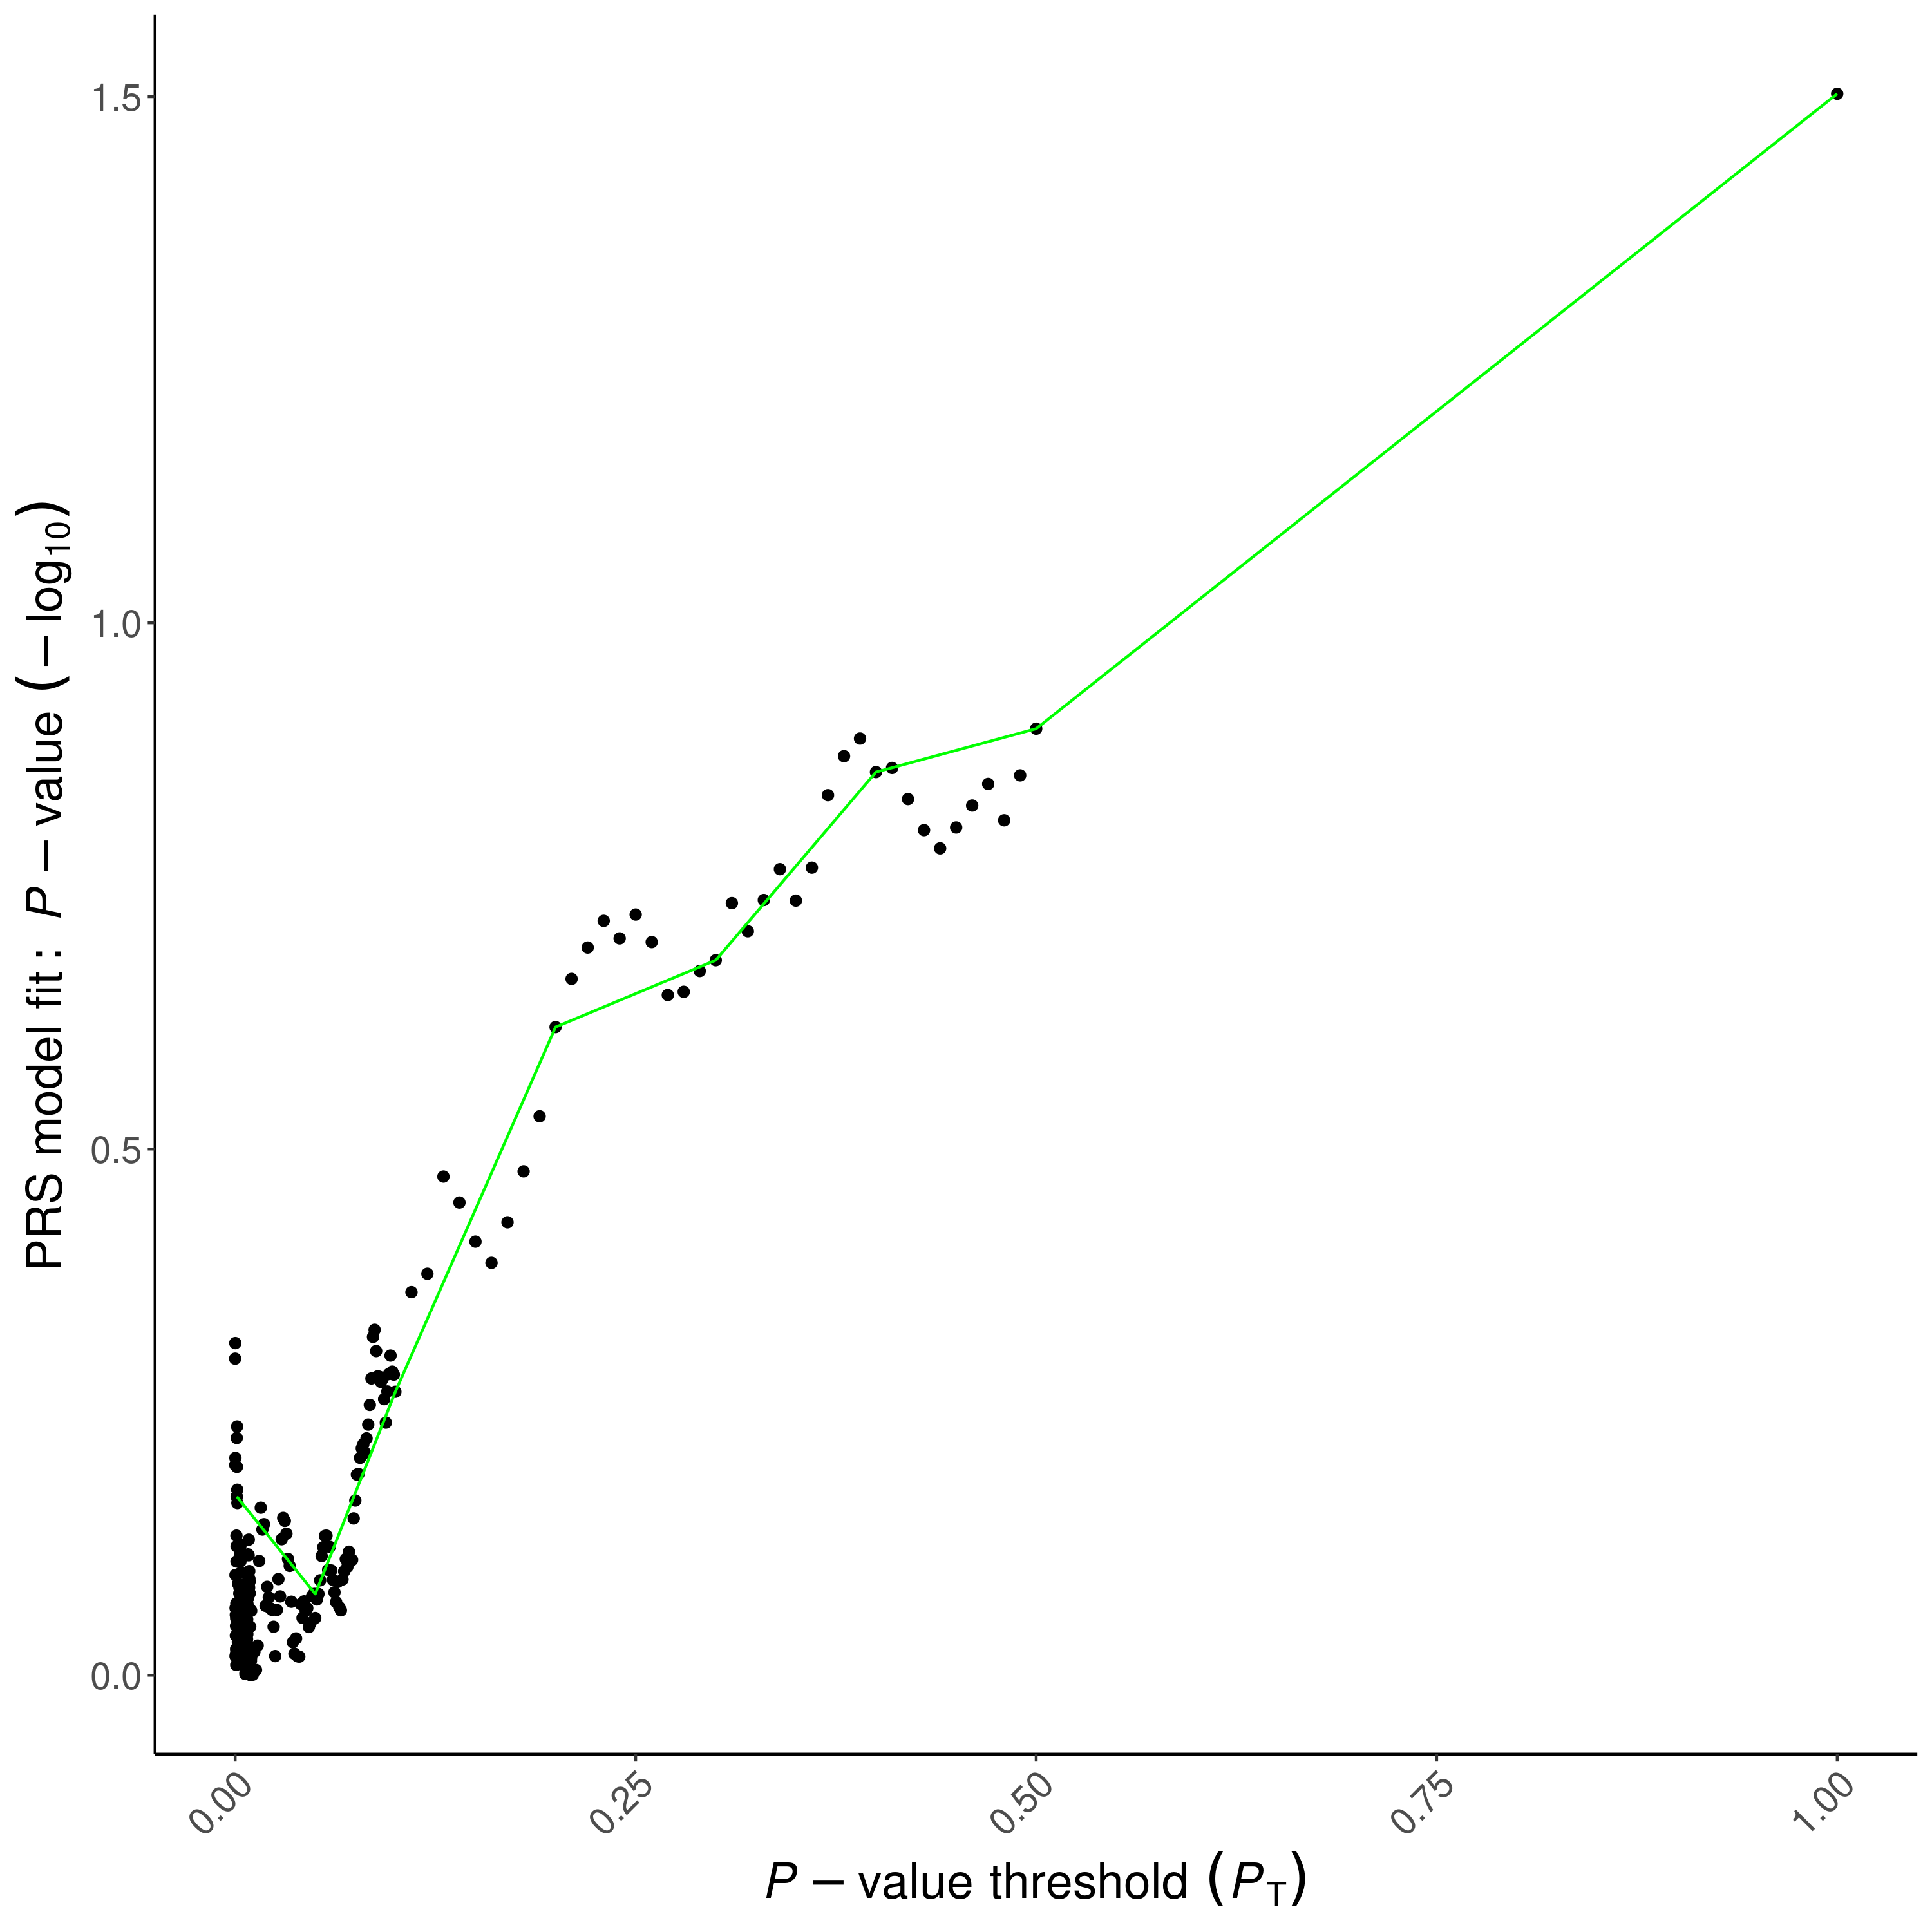 1.5
1.0
0.5
0.0
PRS model fit: P − value (−log10)
0.00 0.25 0.50 0.75 1.00
P − value threshold (PT)